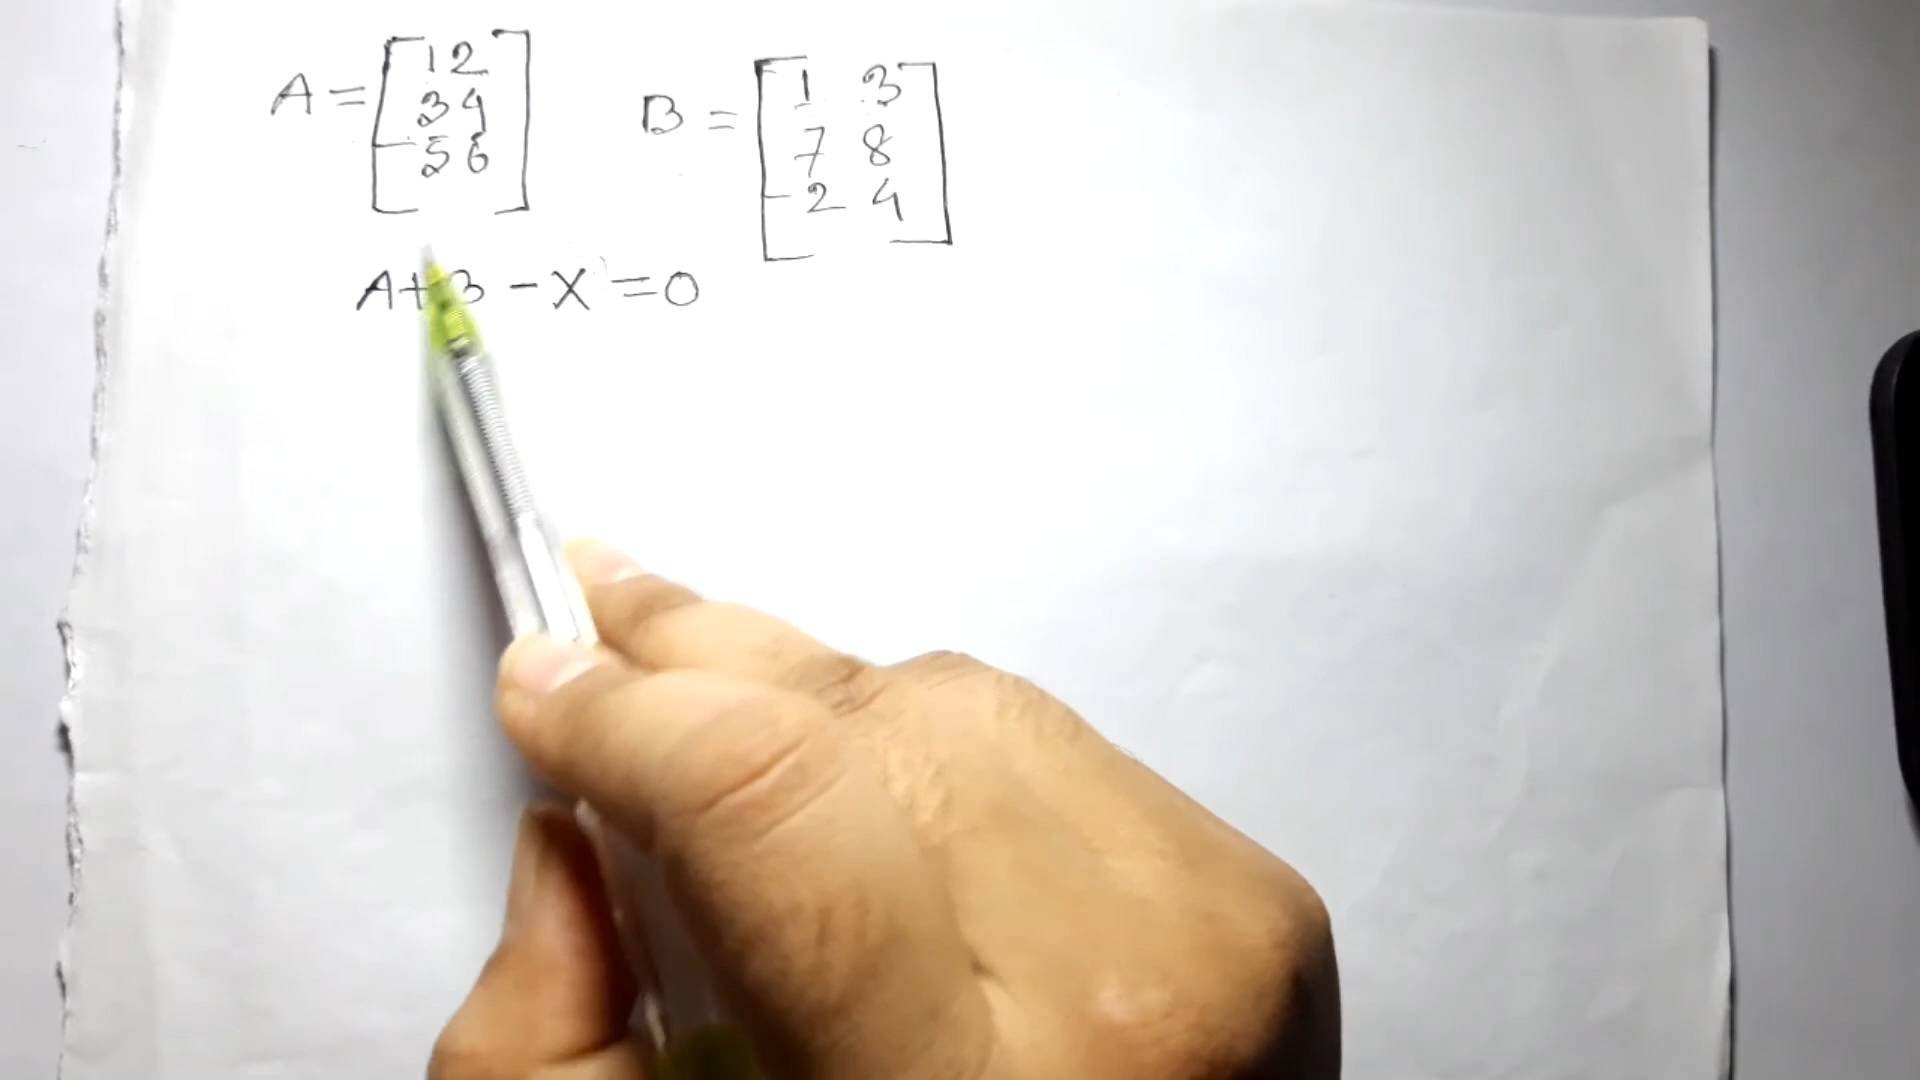 A = [1 2
3 4
-5 6]
B = [1 3
7 8
-2 4]
A+B - X = 0